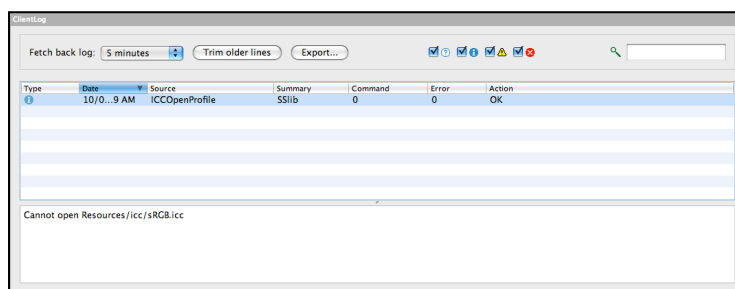 ClientLog
Fetch back log: 5 minutes Trim older lines Export...
Type Date Source Summary Command Error Action
10/0...9 AM ICCOpenProfile SSlib 0 0 OK
Cannot open Resources/icc/sRGB.icc